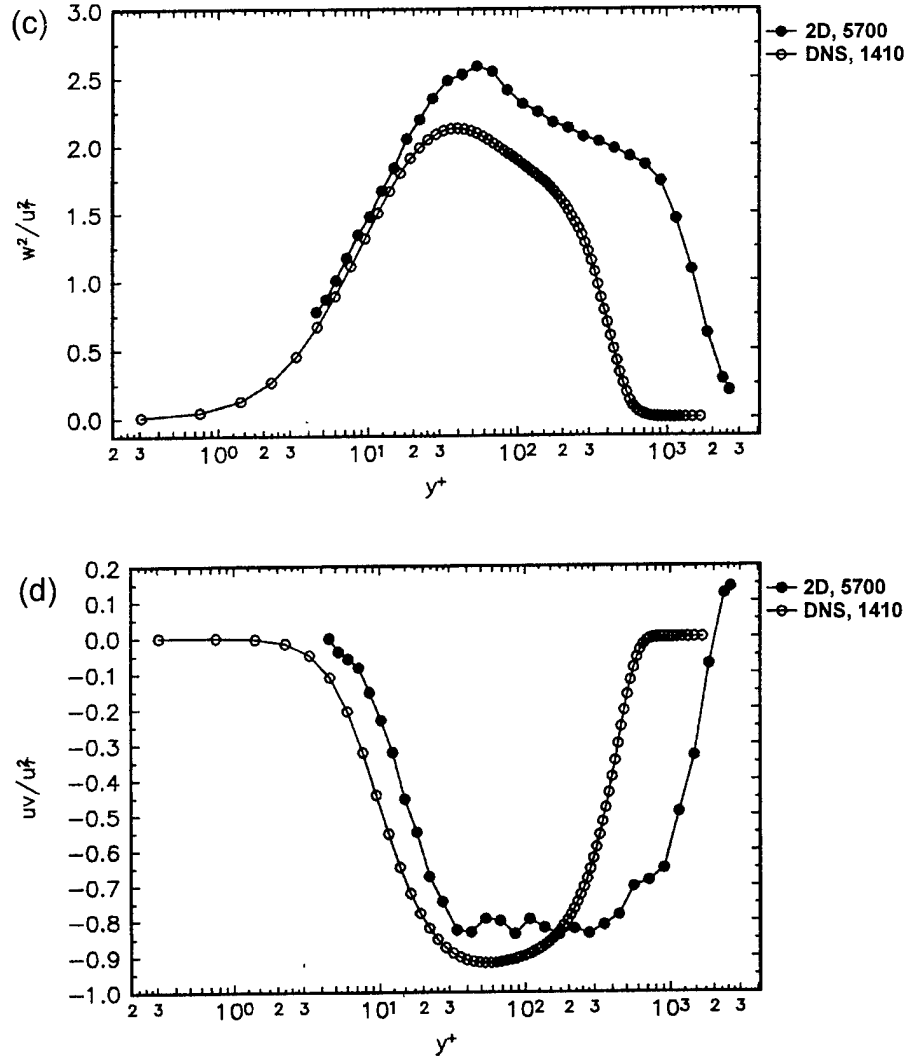 (c)
3.0
2.5
2.0
1.5
1.0
0.5
0.0
w²/u²τ
2 3 10⁰ 2 3 10¹ 2 3 10² 2 3 10³ 2 3
y⁺
2D, 5700
DNS, 1410
(d)
0.2
0.1
0.0
−0.1
−0.2
−0.3
−0.4
−0.5
−0.6
−0.7
−0.8
−0.9
−1.0
uv/u²τ
2 3 10⁰ 2 3 10¹ 2 3 10² 2 3 10³ 2 3
y⁺
2D, 5700
DNS, 1410